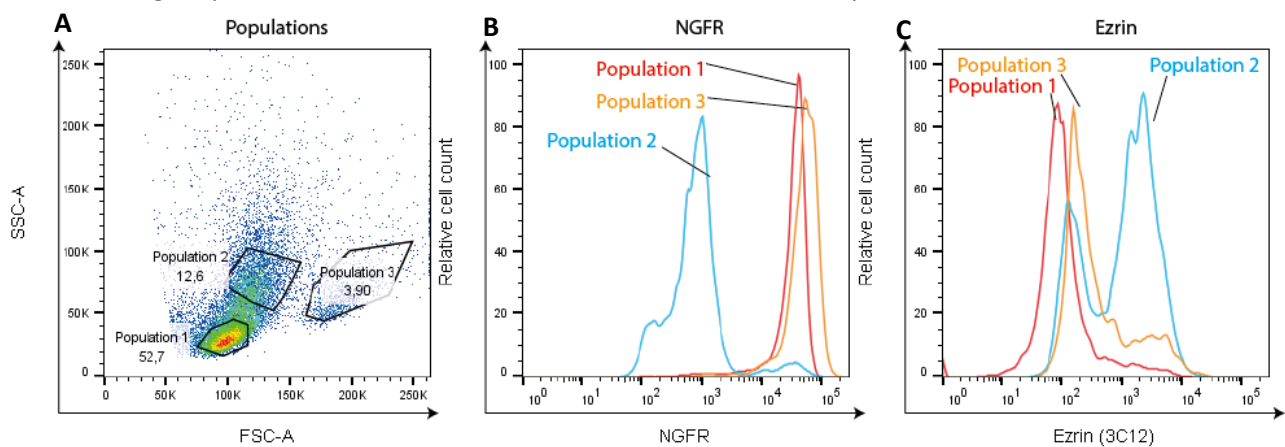 A
Populations
250K
200K
150K
100K
50K
0
SSC-A
Population 2
12,6
Population 3
3,90
Population 1
52,7
0
50K
100K
150K
200K
250K
FSC-A
B
NGFR
100
80
60
40
20
0
Relative cell count
Population 1
Population 3
Population 2
10^0
10^1
10^2
10^3
10^4
10^5
NGFR
C
Ezrin
100
80
60
40
20
0
Relative cell count
Population 3
Population 1
Population 2
10^0
10^1
10^2
10^3
10^4
10^5
Ezrin (3C12)